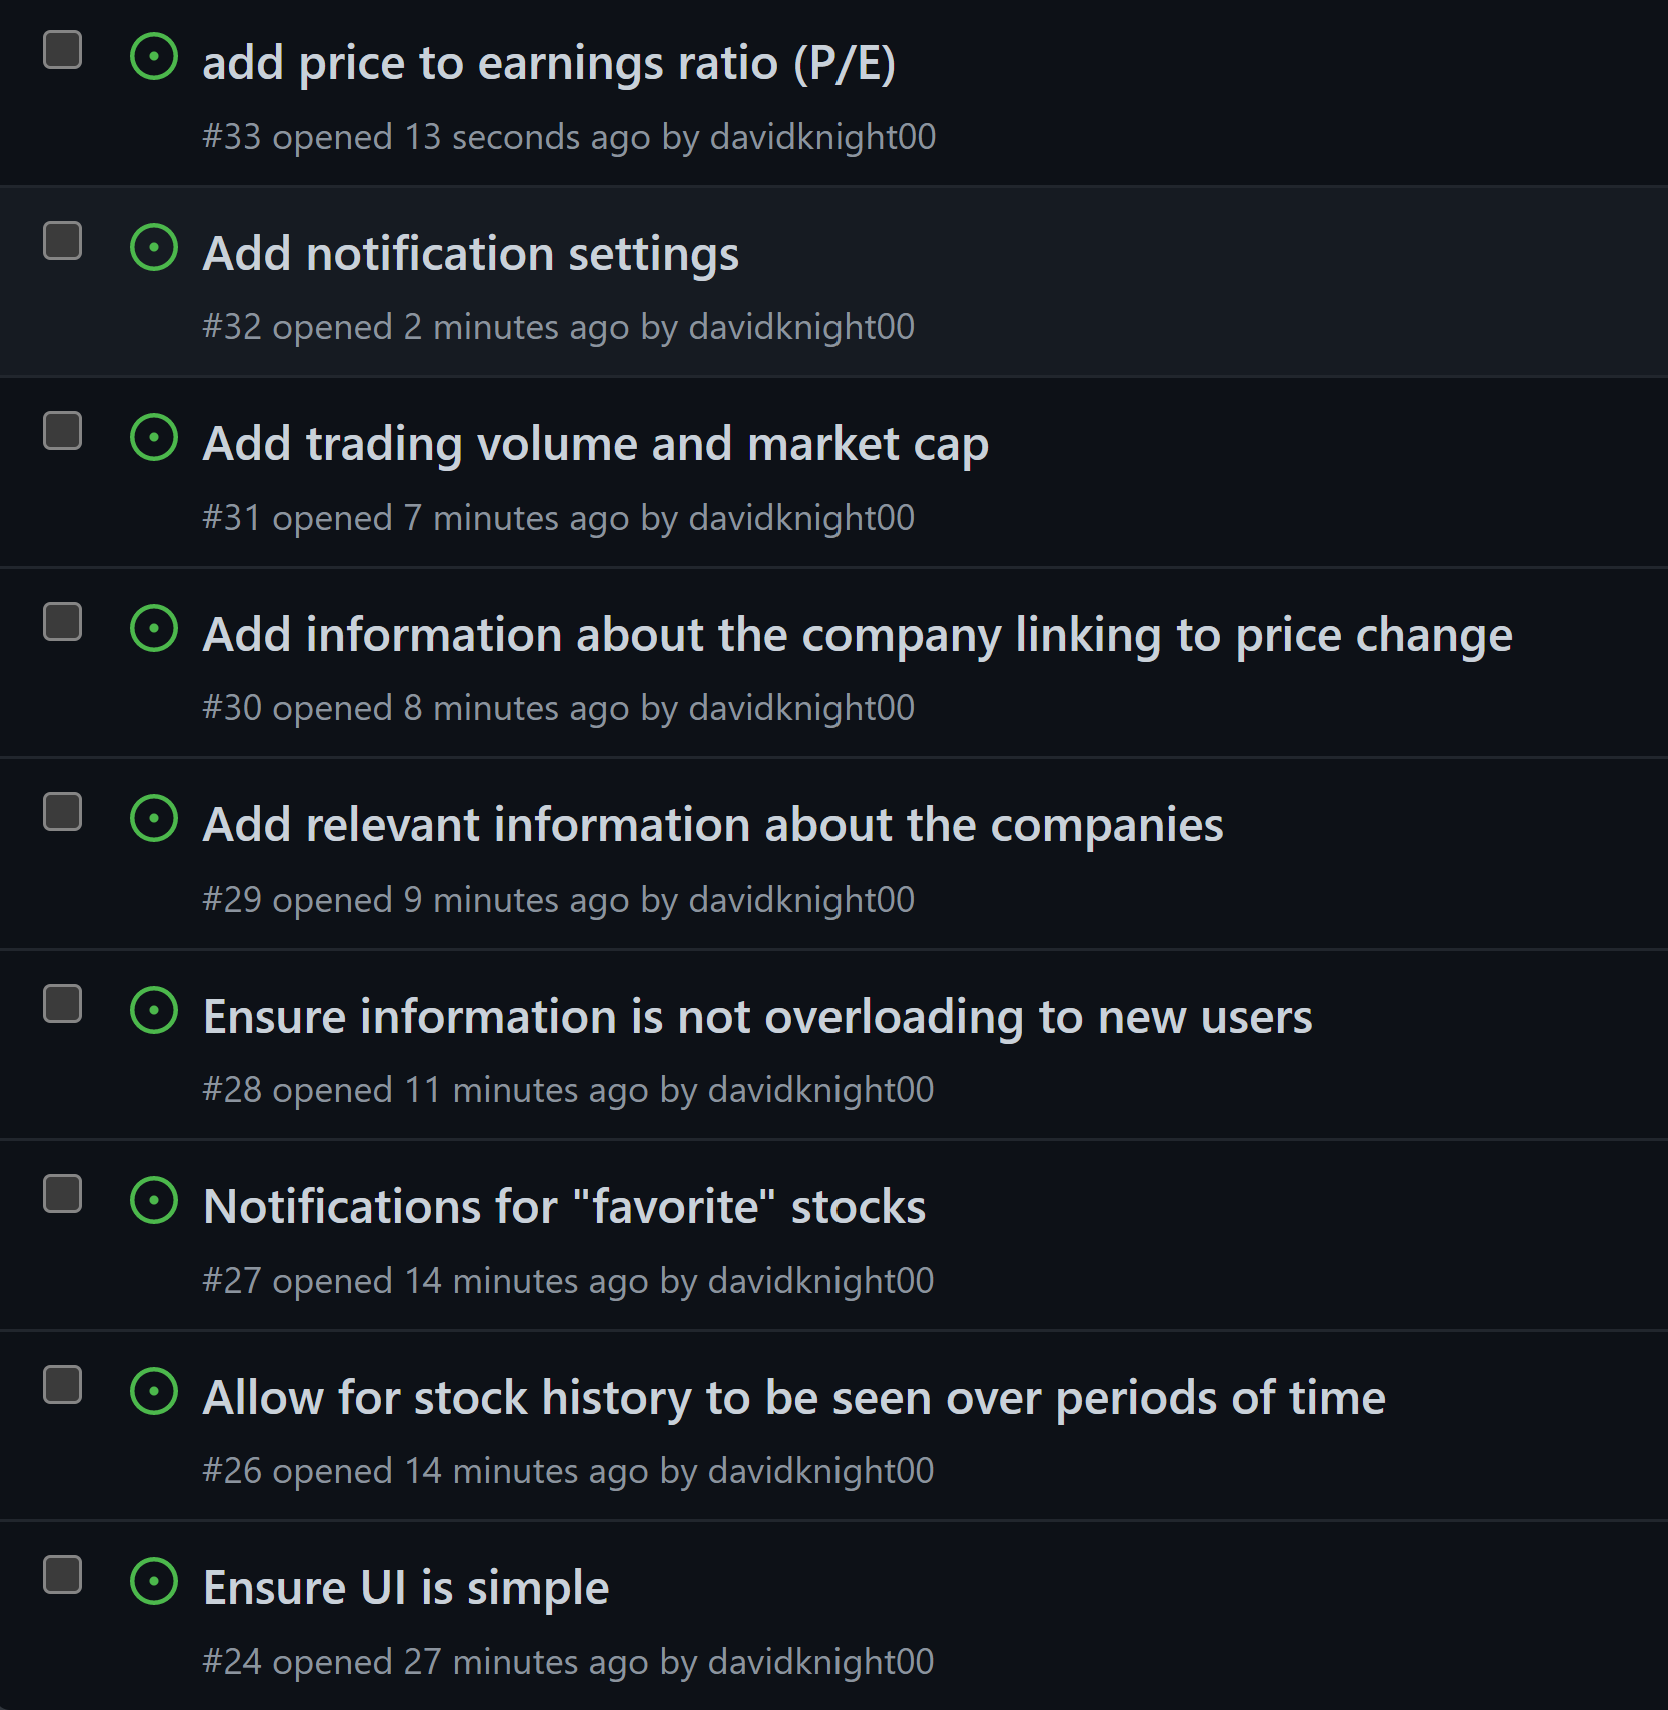 add price to earnings ratio (P/E)
#33 opened 13 seconds ago by davidknight00
Add notification settings
#32 opened 2 minutes ago by davidknight00
Add trading volume and market cap
#31 opened 7 minutes ago by davidknight00
Add information about the company linking to price change
#30 opened 8 minutes ago by davidknight00
Add relevant information about the companies
#29 opened 9 minutes ago by davidknight00
Ensure information is not overloading to new users
#28 opened 11 minutes ago by davidknight00
Notifications for "favorite" stocks
#27 opened 14 minutes ago by davidknight00
Allow for stock history to be seen over periods of time
#26 opened 14 minutes ago by davidknight00
Ensure UI is simple
#24 opened 27 minutes ago by davidknight00